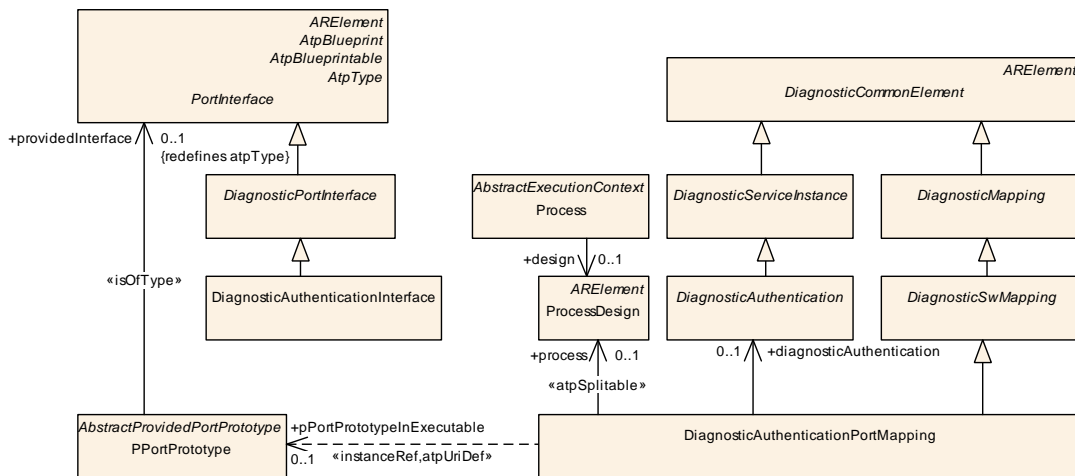 ARElement
AtpBlueprint
AtpBlueprintable
AtpType
PortInterface
ARElement
DiagnosticCommonElement
+providedInterface
0..1
{redefines atpType}
DiagnosticPortInterface
AbstractExecutionContext
Process
DiagnosticServiceInstance
DiagnosticMapping
+design
0..1
«isOfType»
DiagnosticAuthenticationInterface
ARElement
ProcessDesign
DiagnosticAuthentication
DiagnosticSwMapping
+process
0..1
0..1
+diagnosticAuthentication
«atpSplitable»
AbstractProvidedPortPrototype
PPortPrototype
+pPortPrototypeInExecutable
0..1
«instanceRef,atpUriDef»
DiagnosticAuthenticationPortMapping